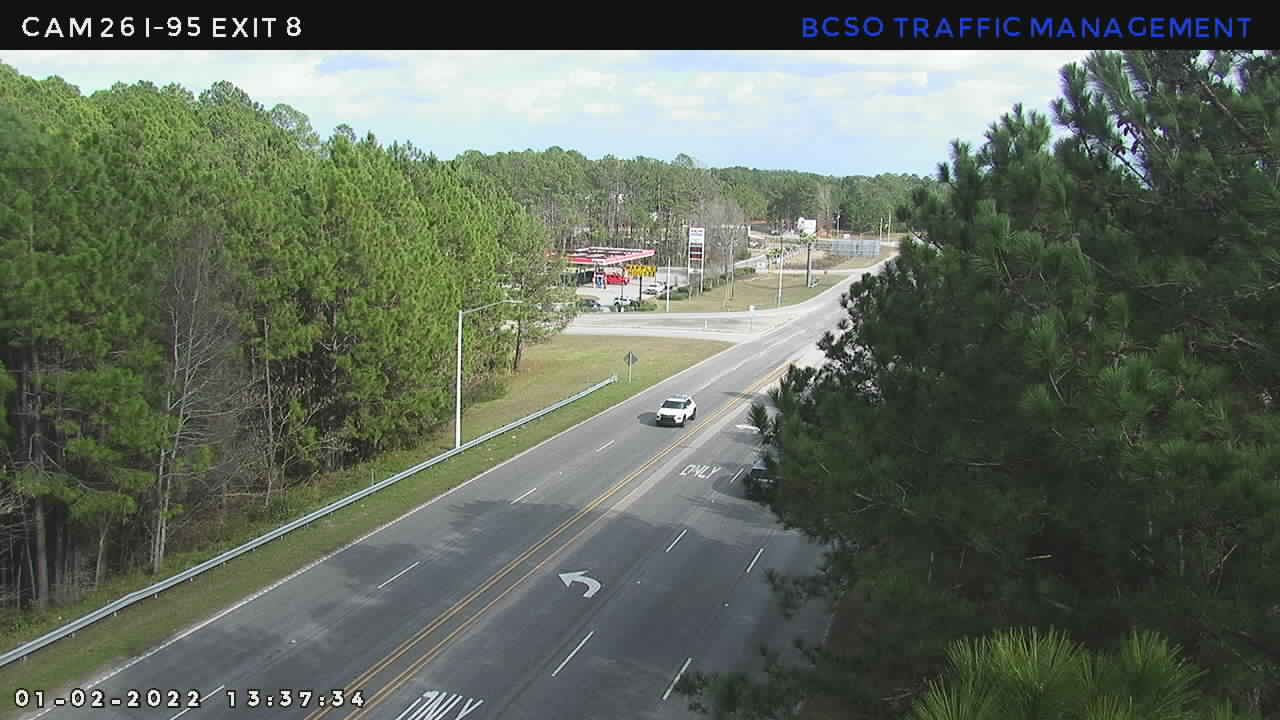 CAM 26 I-95 EXIT 8
BCSO TRAFFIC MANAGEMENT
ONLY
ONLY
01-02-2022 13:37:34